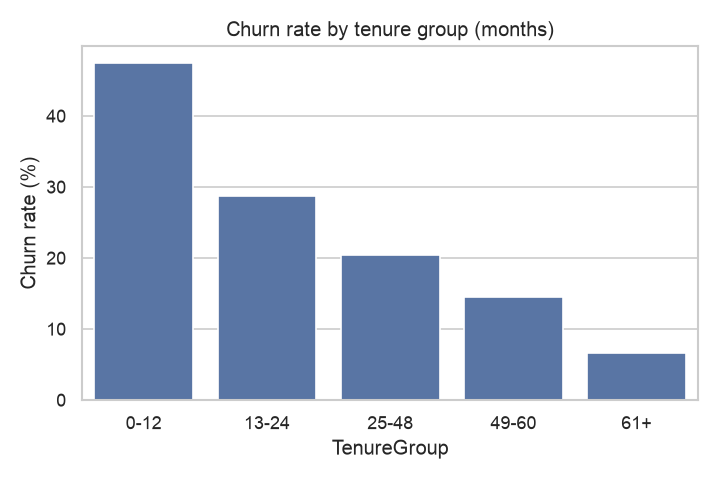 Churn rate by tenure group (months)
Churn rate (%)
40
30
20
10
0
0-12 13-24 25-48 49-60 61+
TenureGroup